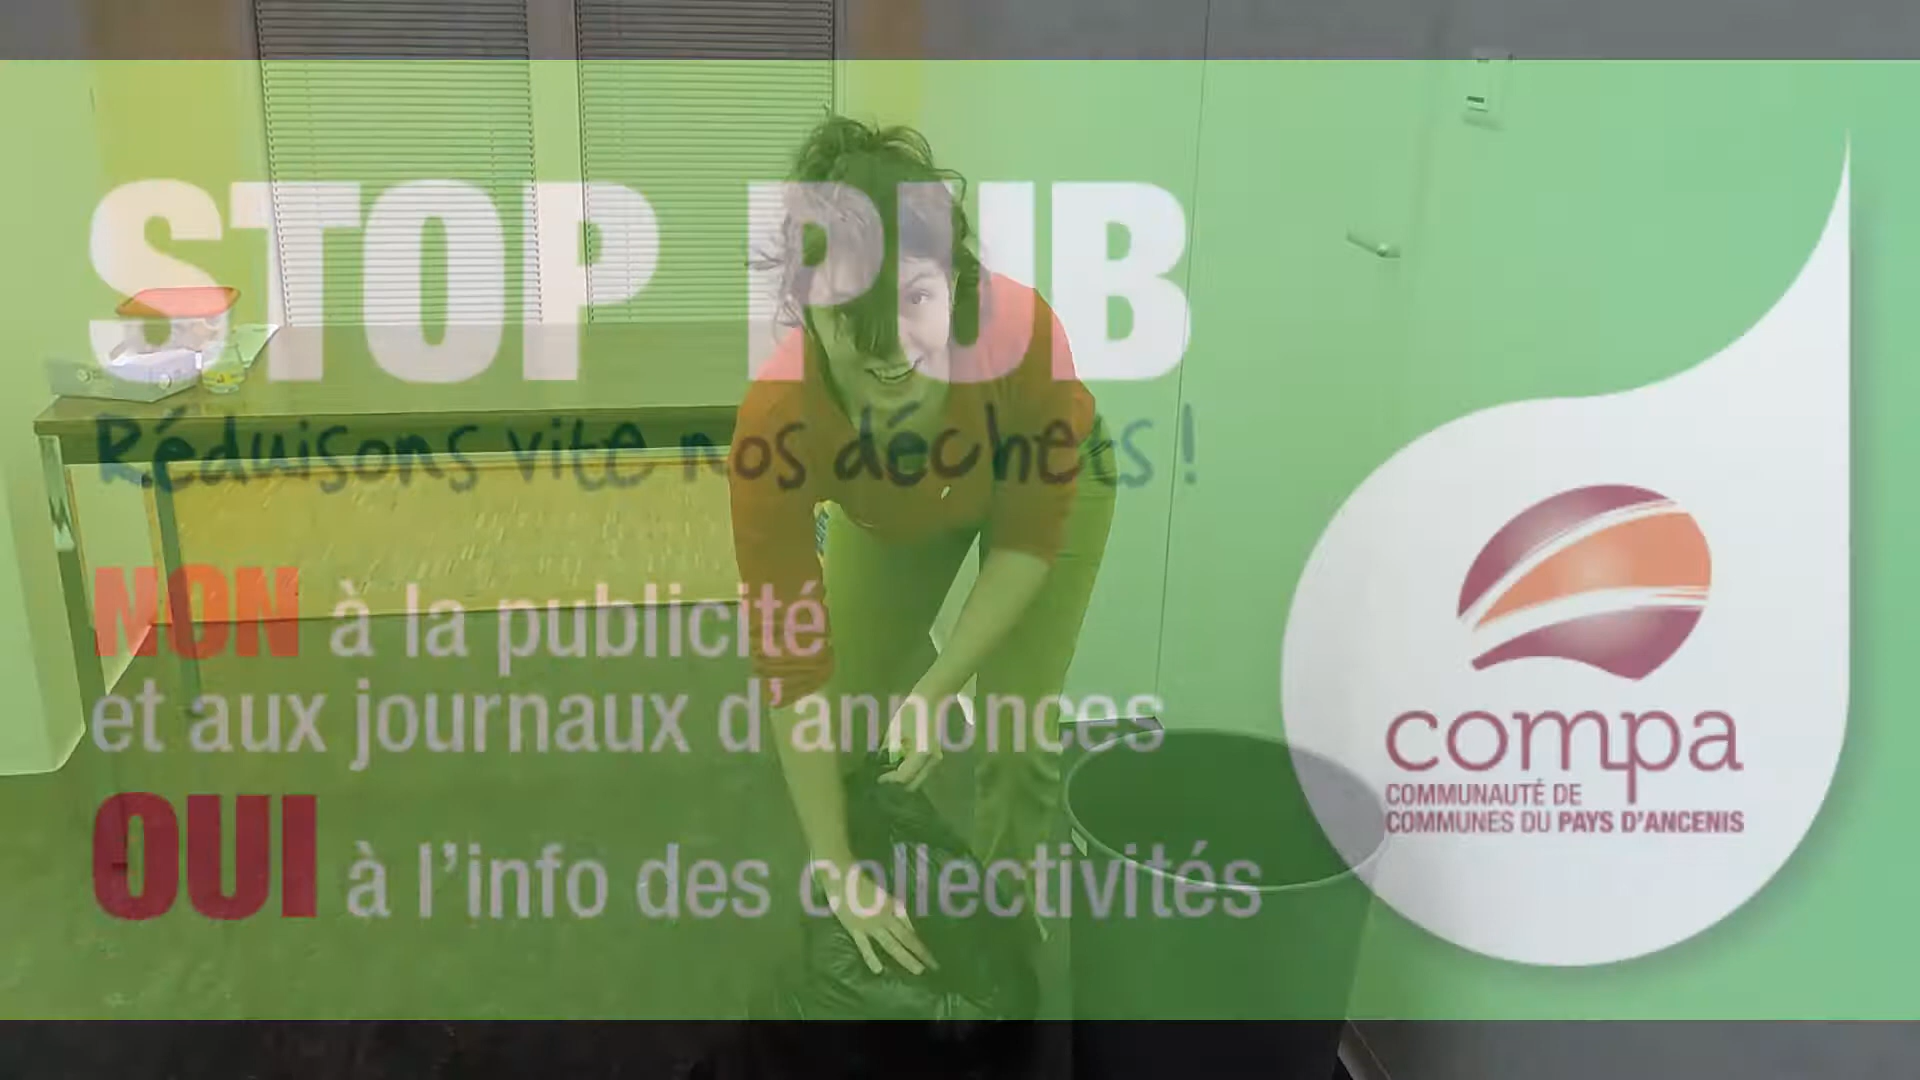 STOP PUB
Réduisons vite nos déchets !
NON à la publicité
et aux journaux d'annonces
OUI à l'info des collectivités
compa
COMMUNAUTÉ DE
COMMUNES DU PAYS D'ANCENIS